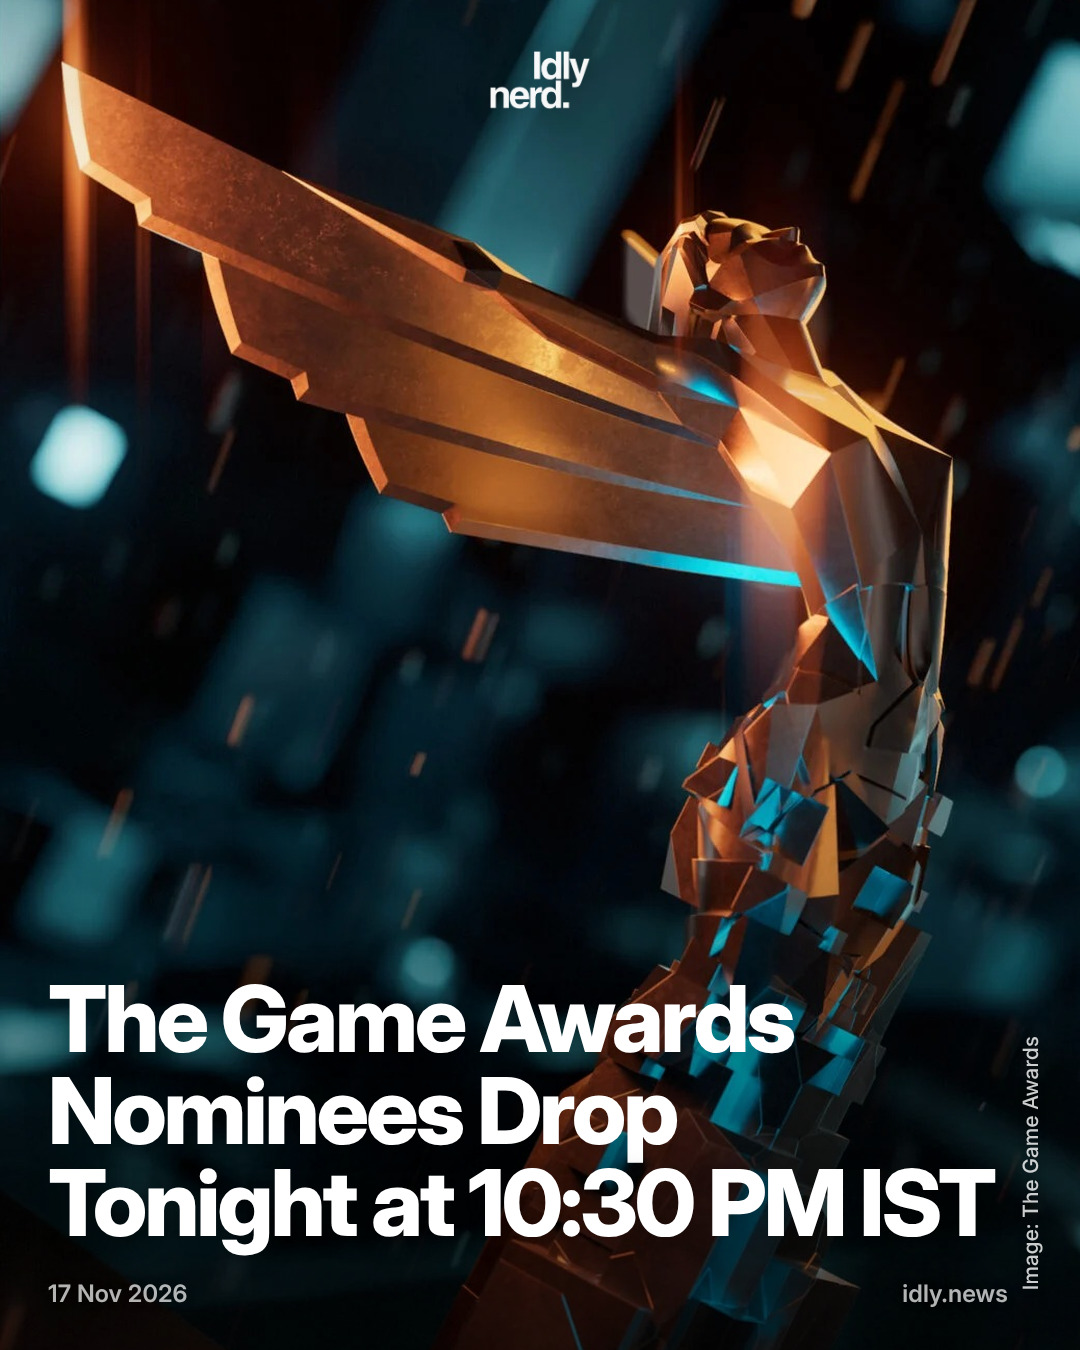 Idly
nerd.
The Game Awards
Nominees Drop
Tonight at 10:30 PM IST
Image: The Game Awards
17 Nov 2026
idly.news